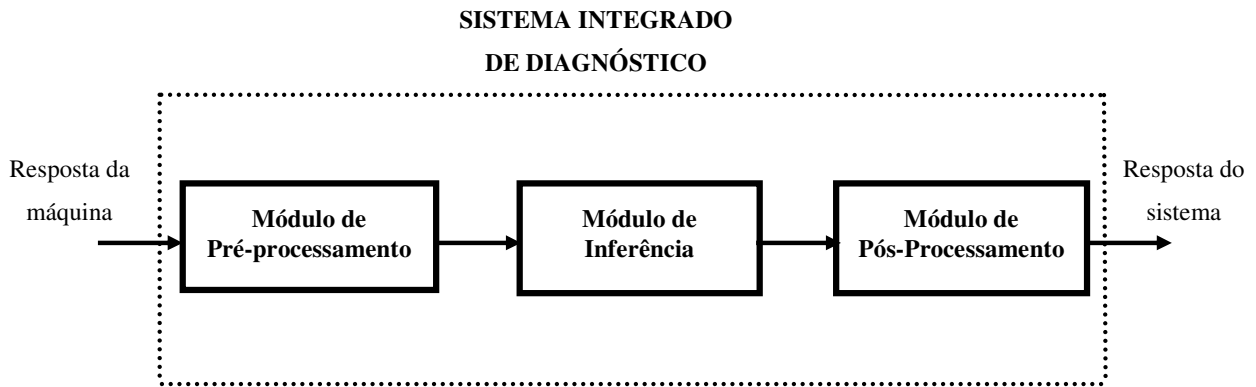 SISTEMA INTEGRADO
DE DIAGNÓSTICO
Resposta da
máquina
Módulo de
Pré-processamento
Módulo de
Inferência
Módulo de
Pós-Processamento
Resposta do
sistema